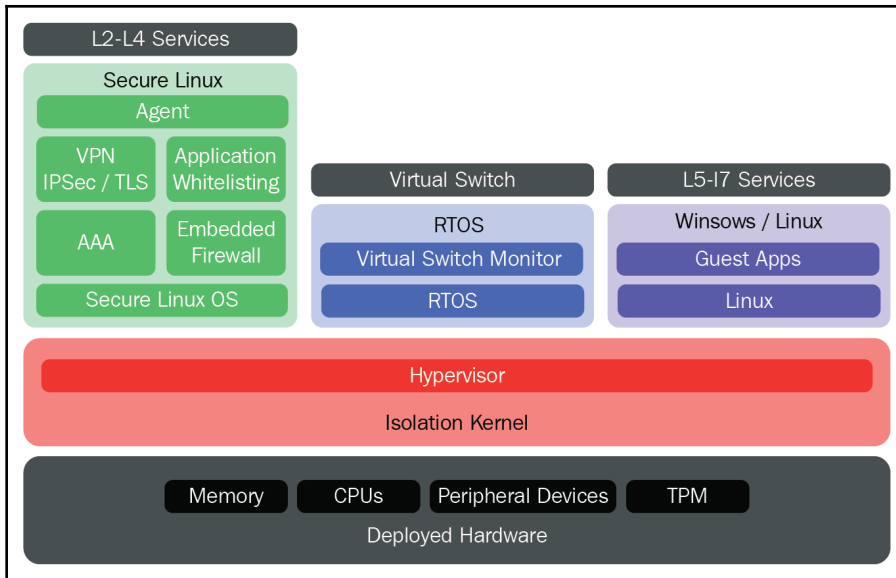 L2-L4 Services
Secure Linux
Agent
VPN
IPSec / TLS
Application
Whitelisting
AAA
Embedded
Firewall
Secure Linux OS
Virtual Switch
RTOS
Virtual Switch Monitor
RTOS
L5-I7 Services
Winsows / Linux
Guest Apps
Linux
Hypervisor
Isolation Kernel
Memory
CPUs
Peripheral Devices
TPM
Deployed Hardware